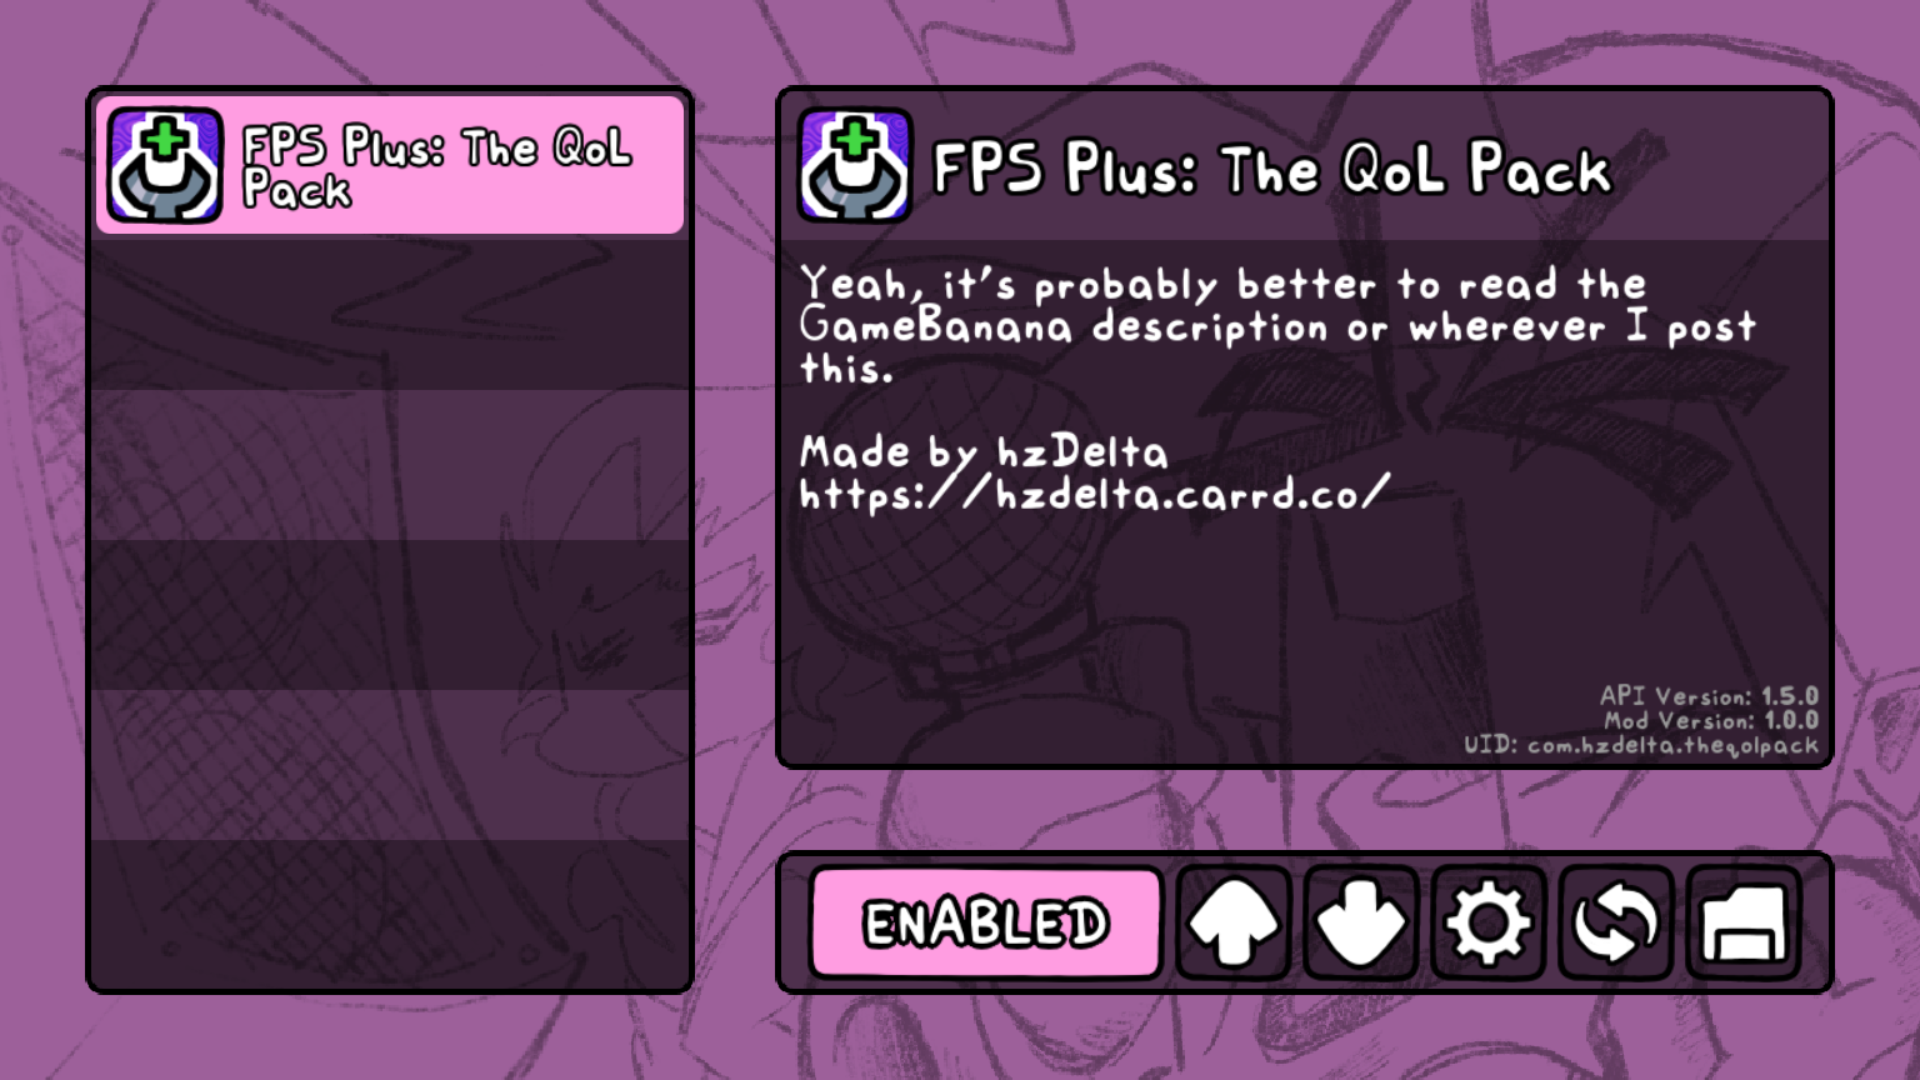 FPS Plus: The QoL
Pack
FPS Plus: The QoL Pack
Yeah, it's probably better to read the
GameBanana description or wherever I post
this.
Made by hzDelta
https://hzdelta.carrd.co/
API Version: 1.5.0
Mod Version: 1.0.0
UID: com.hzdelta.theqolpack
ENABLED